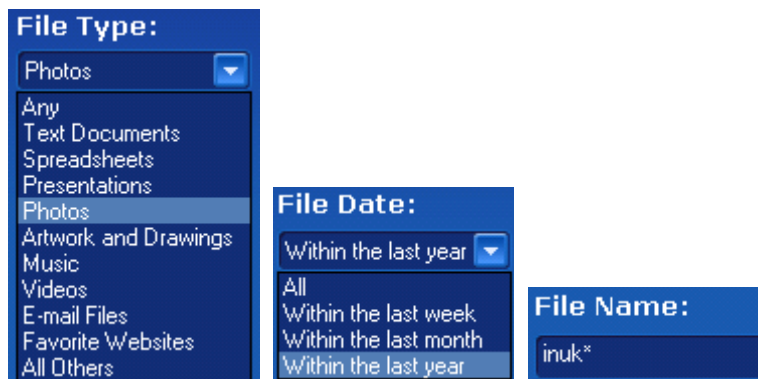 File Type:
Photos
Any
Text Documents
Spreadsheets
Presentations
Photos
Artwork and Drawings
Music
Videos
E-mail Files
Favorite Websites
All Others
File Date:
Within the last year
All
Within the last week
Within the last month
Within the last year
File Name:
inuk*